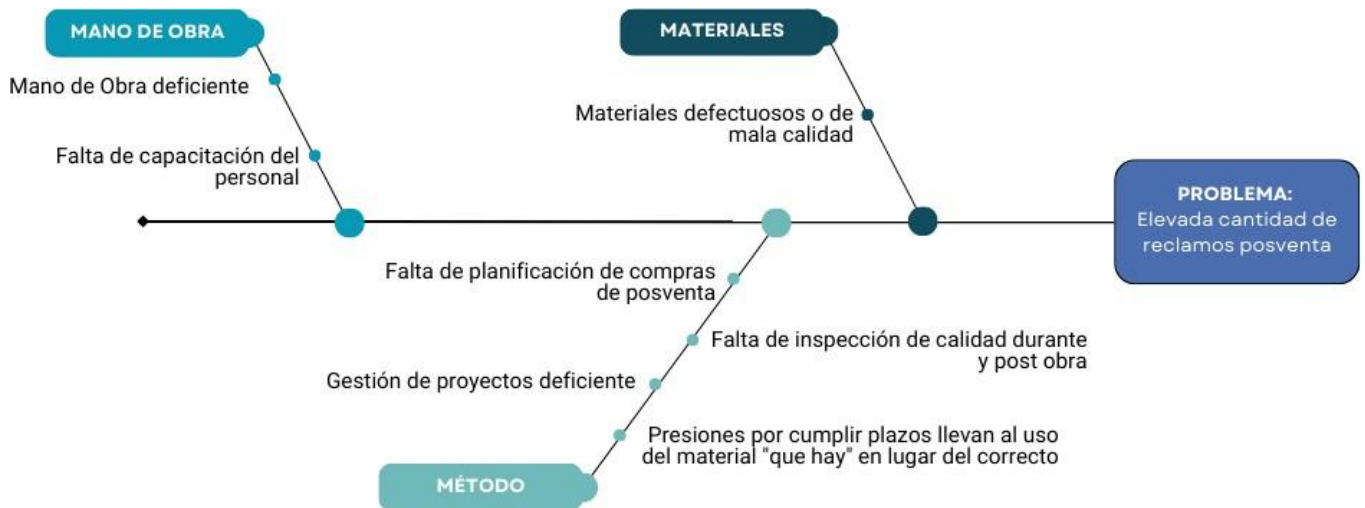 MANO DE OBRA
Mano de Obra deficiente
Falta de capacitación del
personal
MATERIALES
Materiales defectuosos o de
mala calidad
PROBLEMA:
Elevada cantidad de
reclamos posventa
Falta de planificación de compras
de posventa
Falta de inspección de calidad durante
y post obra
Gestión de proyectos deficiente
Presiones por cumplir plazos llevan al uso
del material "que hay" en lugar del correcto
MÉTODO